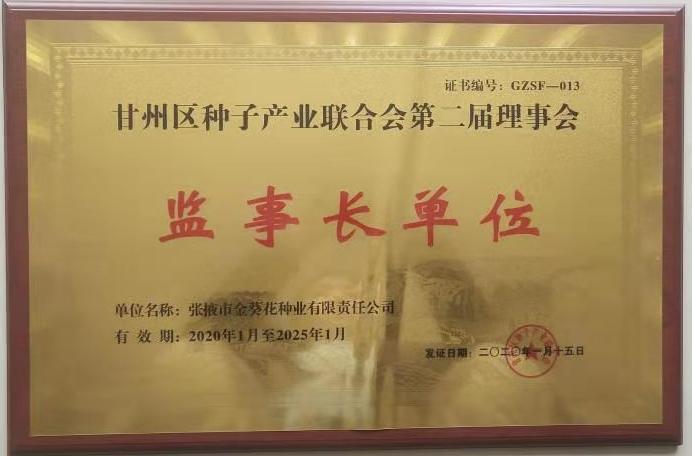 证书编号：GZSF—013
甘州区种子产业联合会第二届理事会
监事长单位
单位名称：张掖市金葵花种业有限责任公司
有 效 期：2020年1月至2025年1月
发证日期：二〇二〇年一月十五日